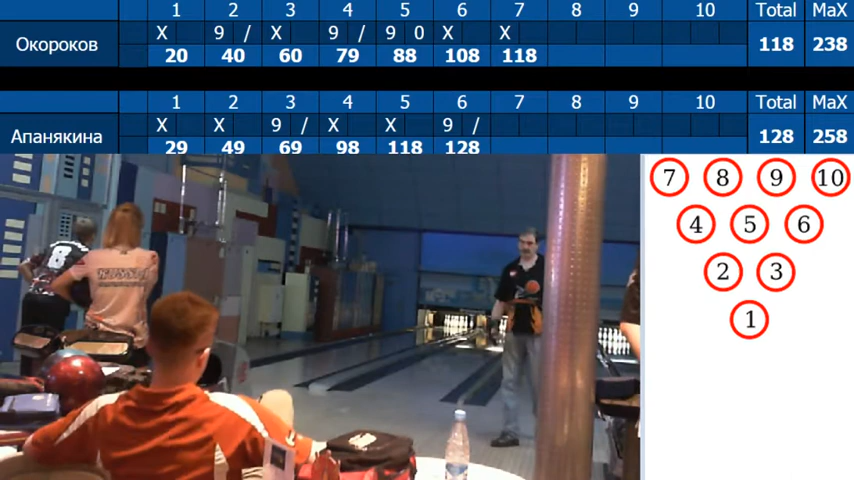 1 2 3 4 5 6 7 8 9 10 Total MaX
Окороков X 9 / X 9 / 9 0 X X 118 238
20 40 60 79 88 108 118
1 2 3 4 5 6 7 8 9 10 Total MaX
Апанякина X X 9 / X X 9 / 128 258
29 49 69 98 118 128
7 8 9 10
4 5 6
2 3
1
8